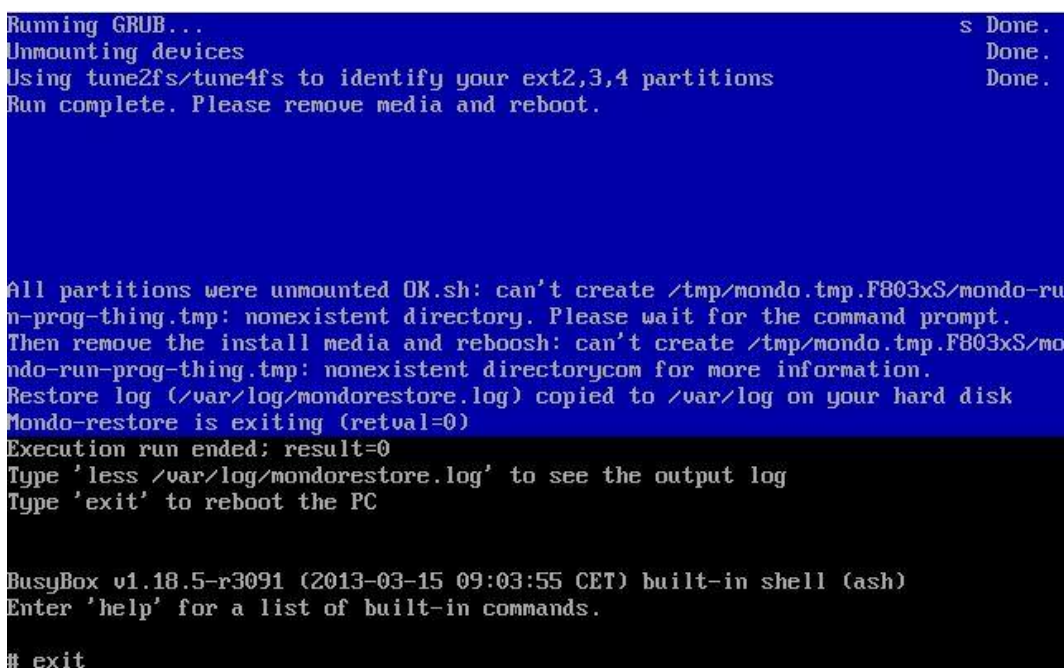 Running GRUB... s Done.
Unmounting devices Done.
Using tune2fs/tune4fs to identify your ext2,3,4 partitions Done.
Run complete. Please remove media and reboot.
All partitions were unmounted OK.sh: can't create /tmp/mondo.tmp.F803xS/mondo-ru
n-prog-thing.tmp: nonexistent directory. Please wait for the command prompt.
Then remove the install media and reboosh: can't create /tmp/mondo.tmp.F803xS/mo
ndo-run-prog-thing.tmp: nonexistent directorycom for more information.
Restore log (/var/log/mondorestore.log) copied to /var/log on your hard disk
Mondo-restore is exiting (retval=0)
Execution run ended; result=0
Type 'less /var/log/mondorestore.log' to see the output log
Type 'exit' to reboot the PC
BusyBox v1.18.5-r3091 (2013-03-15 09:03:55 CET) built-in shell (ash)
Enter 'help' for a list of built-in commands.
# exit